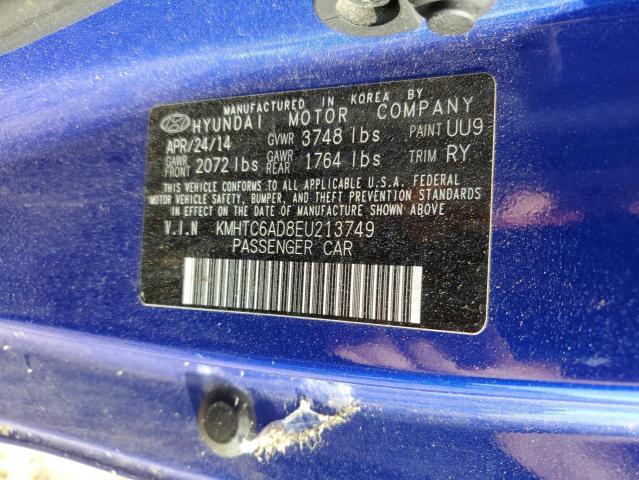 MANUFACTURED IN KOREA BY
HYUNDAI MOTOR COMPANY
APR/24/14 GVWR 3748 lbs PAINT UU9
GAWR FRONT 2072 lbs GAWR REAR 1764 lbs TRIM RY
THIS VEHICLE CONFORMS TO ALL APPLICABLE U.S.A. FEDERAL
MOTOR VEHICLE SAFETY, BUMPER, AND THEFT PREVENTION STANDARDS
IN EFFECT ON THE DATE OF MANUFACTURE SHOWN ABOVE.
V.I.N KMHTC6AD8EU213749
PASSENGER CAR